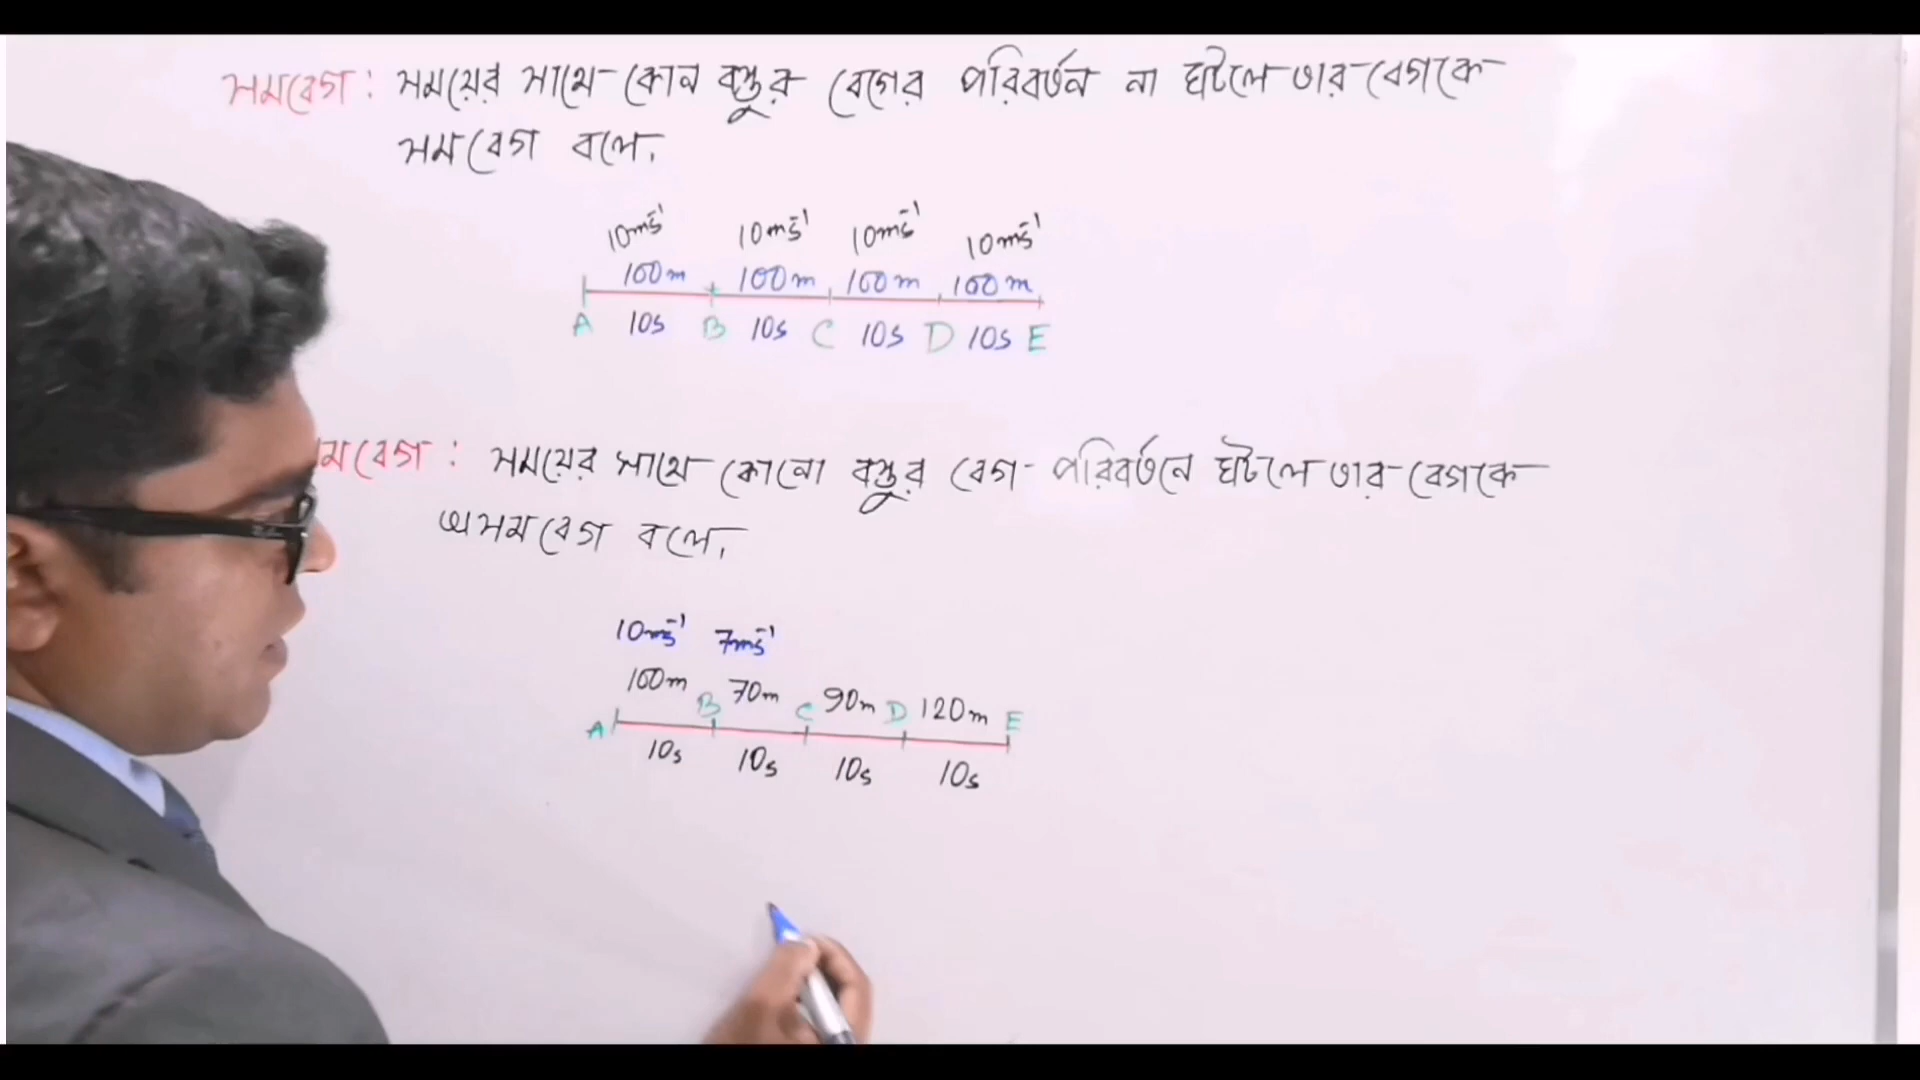 সমবেগ : সময়ের সাথে কোন বস্তুর বেগের পরিবর্তন না ঘটলে তার বেগকে
সমবেগ বলে.
10ms⁻¹ 10ms⁻¹ 10ms⁻¹ 10ms⁻¹
100m 100m 100m 100m
A 10s B 10s C 10s D 10s E
মবেগ : সময়ের সাথে কোনো বস্তুর বেগ পরিবর্তনে ঘটলে তার বেগকে
অসমবেগ বলে.
10ms⁻¹ 7ms⁻¹
100m 70m 90m 120m
A B C D E
10s 10s 10s 10s